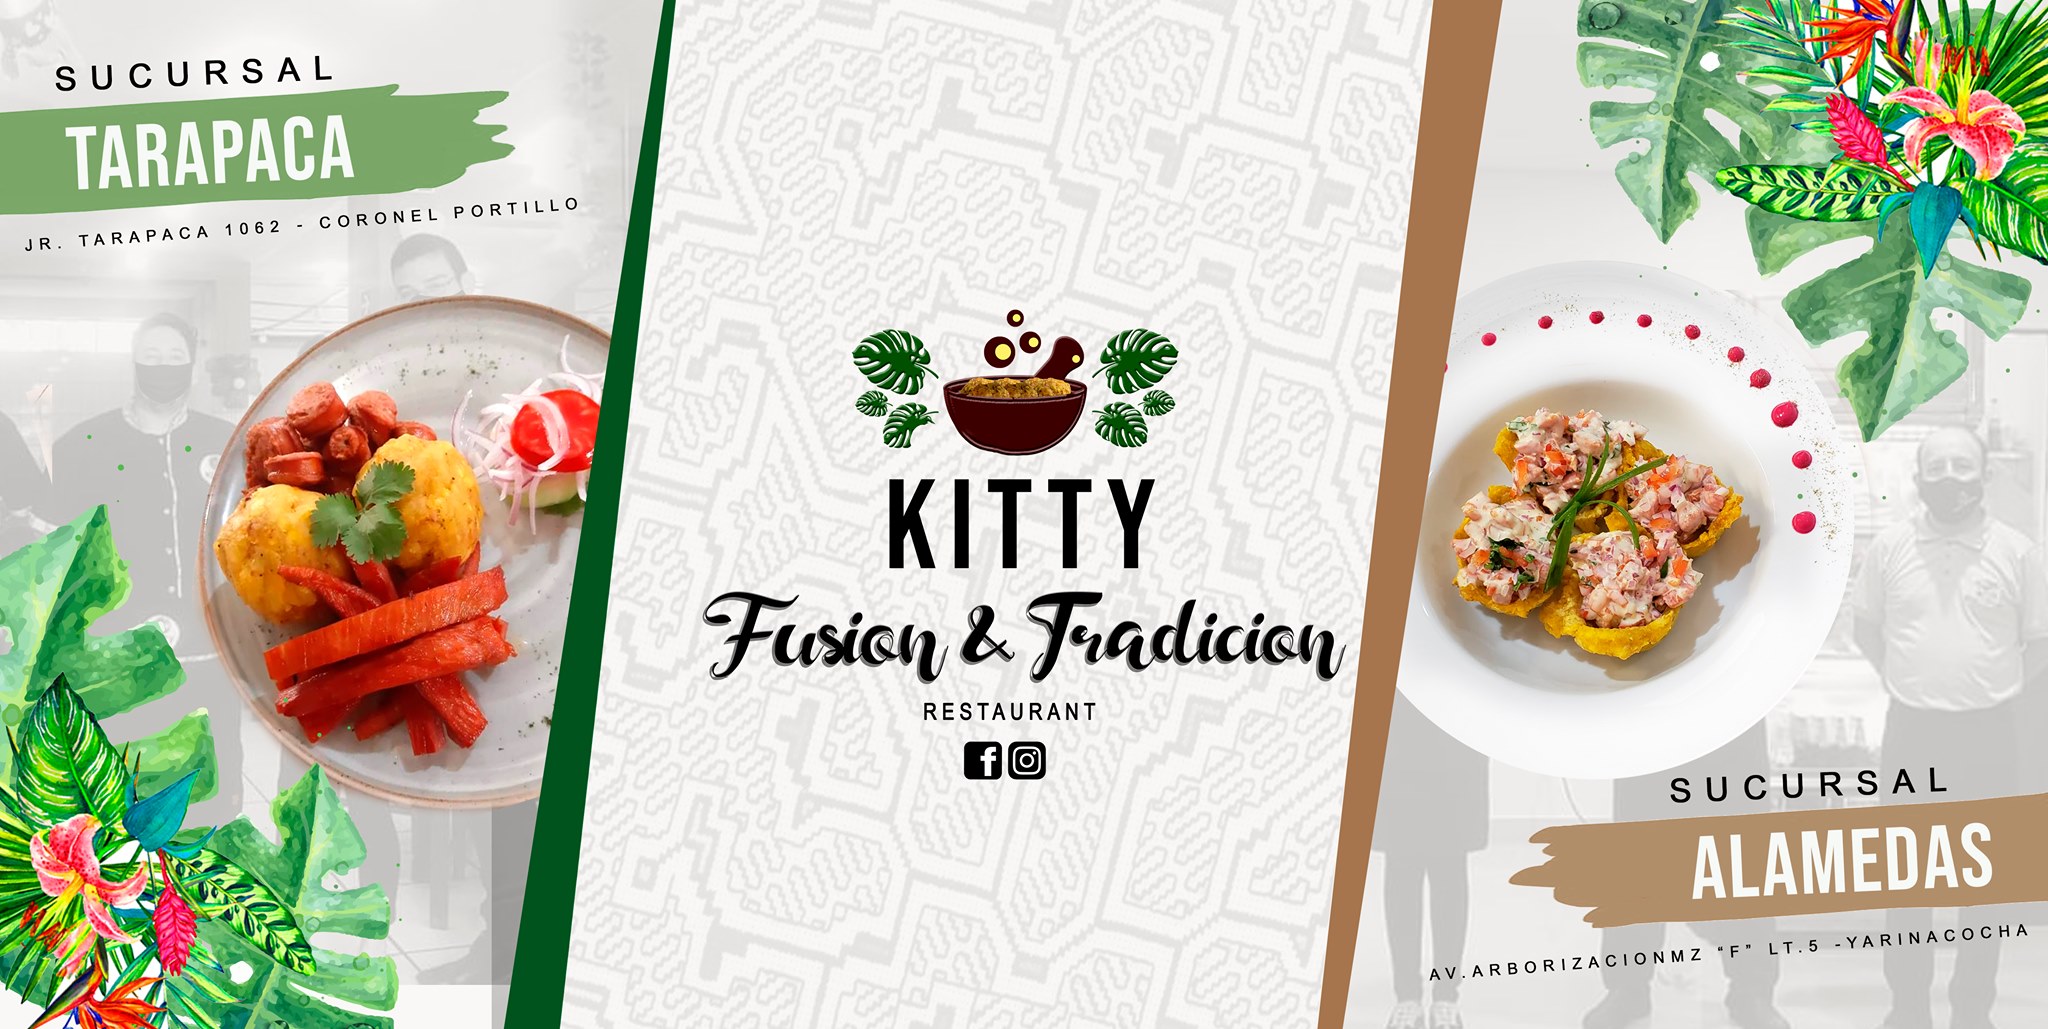 SUCURSAL
TARAPACA
JR. TARAPACA 1062 - CORONEL PORTILLO
KITTY
Fusion & Tradicion
RESTAURANT
SUCURSAL
ALAMEDAS
AV.ARBORIZACIONMZ “F” LT.5 -YARINACOCHA